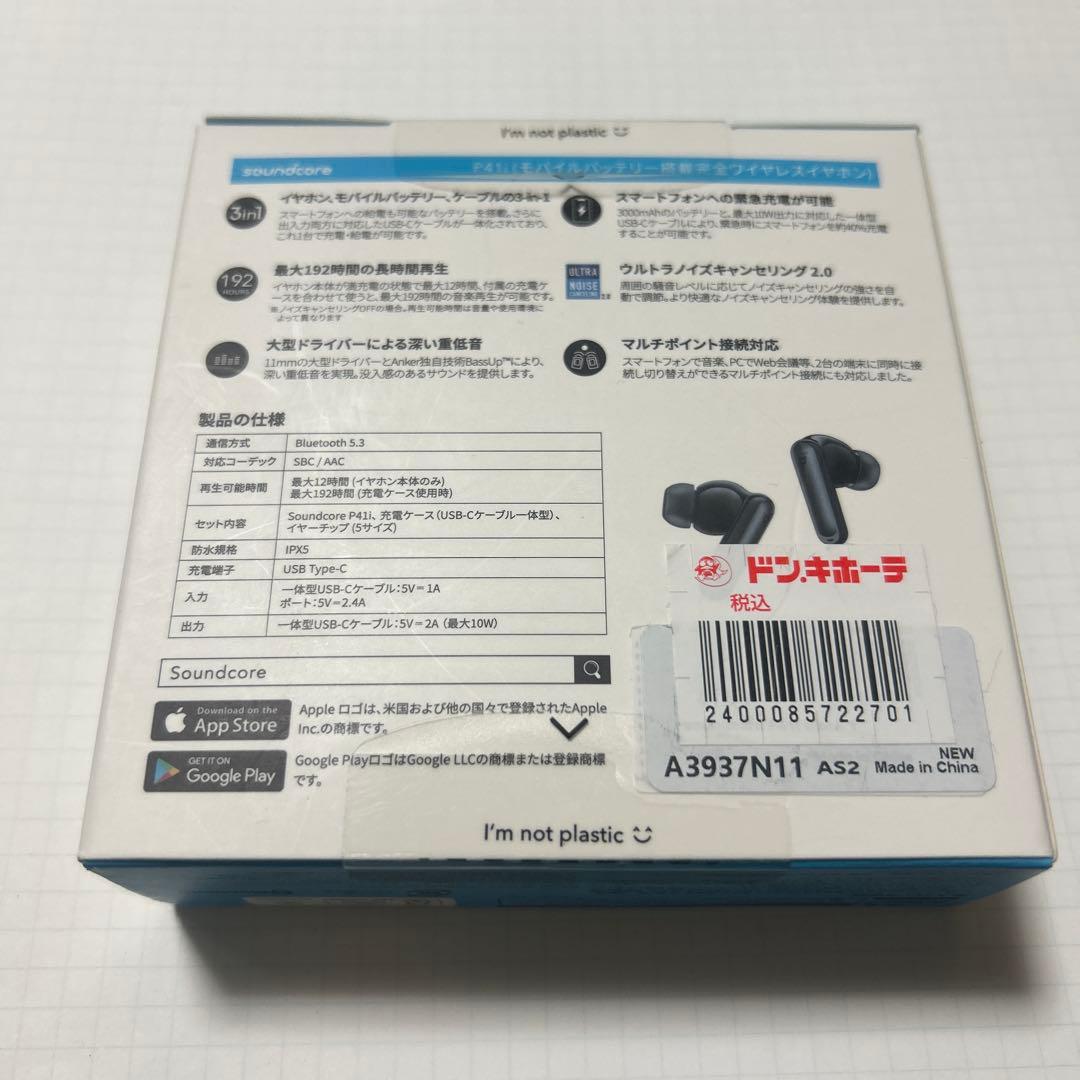 I'm not plastic
soundcore
P41i (モバイルバッテリー搭載完全ワイヤレスイヤホン)
3in1
イヤホン、モバイルバッテリー、ケーブルの3-in-1
スマートフォンへの給電も可能なバッテリーを搭載。さらに
出入力両方に対応したUSB-Cケーブルが一体化されており、
これ1台で充電・給電が可能です。
スマートフォンへの緊急充電が可能
3000mAhのバッテリーと、最大10W出力に対応した一体型
USB-Cケーブルにより、緊急時にスマートフォンを約40%充電
することが可能です。
192
HOURS
最大192時間の長時間再生
イヤホン本体が満充電の状態で最大12時間、付属の充電ケ
ースを合わせて使うと、最大192時間の音楽再生が可能です。
※ノイズキャンセリングOFFの場合。再生可能時間は音量や使用環境に
よって異なります
ULTRA
NOISE
CANCELLING
2.0
ウルトラノイズキャンセリング 2.0
周囲の騒音レベルに応じてノイズキャンセリングの強さを自
動で調節。より快適なノイズキャンセリング体験を提供します。
大型ドライバーによる深い重低音
11mmの大型ドライバーとAnker独自技術BassUp™により、
深い重低音を実現。没入感のあるサウンドを提供します。
マルチポイント接続対応
スマートフォンで音楽、PCでWeb会議等、2台の端末に同時に接
続し切り替えができるマルチポイント接続にも対応しました。
製品の仕様
通信方式 Bluetooth 5.3
対応コーデック SBC / AAC
再生可能時間 最大12時間 (イヤホン本体のみ)
最大192時間 (充電ケース使用時)
セット内容 Soundcore P41i、充電ケース(USB-Cケーブル一体型)、
イヤーチップ (5サイズ)
防水規格 IPX5
充電端子 USB Type-C
入力 一体型USB-Cケーブル:5V⎓1A
ポート:5V⎓2.4A
出力 一体型USB-Cケーブル:5V⎓2A (最大10W)
Soundcore
Download on the
App Store
Apple ロゴは、米国および他の国々で登録されたApple
Inc.の商標です。
GET IT ON
Google Play
Google PlayロゴはGoogle LLCの商標または登録商標
です。
ドン.キホーテ
税込
2400085722701
A3937N11 AS2
NEW
Made in China
I'm not plastic